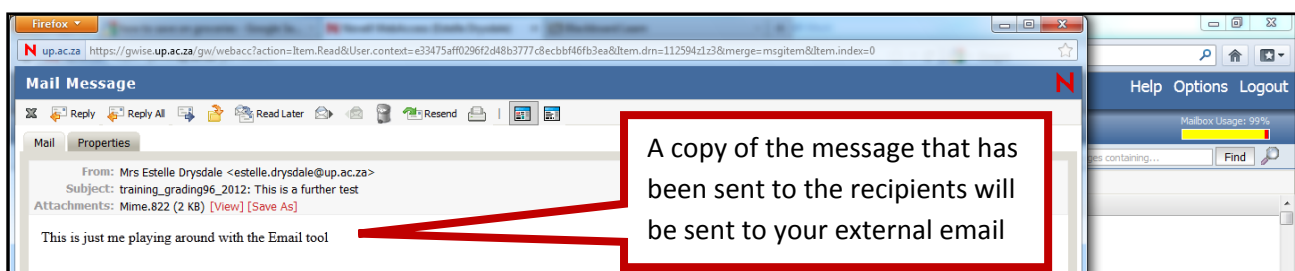 Firefox
N up.ac.za https://gwise.up.ac.za/gw/webacc?action=Item.Read&User.context=e33475aff0296f2d48b3777c8ecbbf46fb3ea&Item.drn=112594z1z3&merge=msgitem&Item.index=0
Mail Message N Help Options Logout
Reply Reply All Read Later Resend
Mailbox Usage: 99%
Mail Properties
containing... Find
From: Mrs Estelle Drysdale <estelle.drysdale@up.ac.za>
Subject: training_grading96_2012: This is a further test
Attachments: Mime.822 (2 KB) [View] [Save As]
This is just me playing around with the Email tool
A copy of the message that has
been sent to the recipients will
be sent to your external email